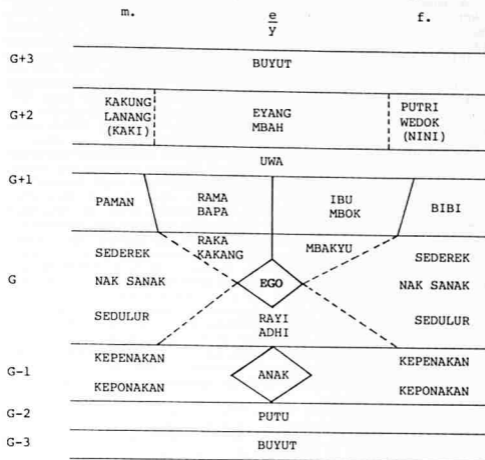 m. e/y f.
G+3 BUYUT
G+2 KAKUNG LANANG (KAKI) EYANG MBAH PUTRI WEDOK (NINI)
UWA
G+1 PAMAN RAMA BAPA IBU MBOK BIBI
RAKA KAKANG MBAKYU
G SEDEREK NAK SANAK SEDULUR EGO SEDEREK NAK SANAK SEDULUR
RAYI ADHI
G-1 KEPENAKAN KEPONAKAN ANAK KEPENAKAN KEPONAKAN
G-2 PUTU
G-3 BUYUT